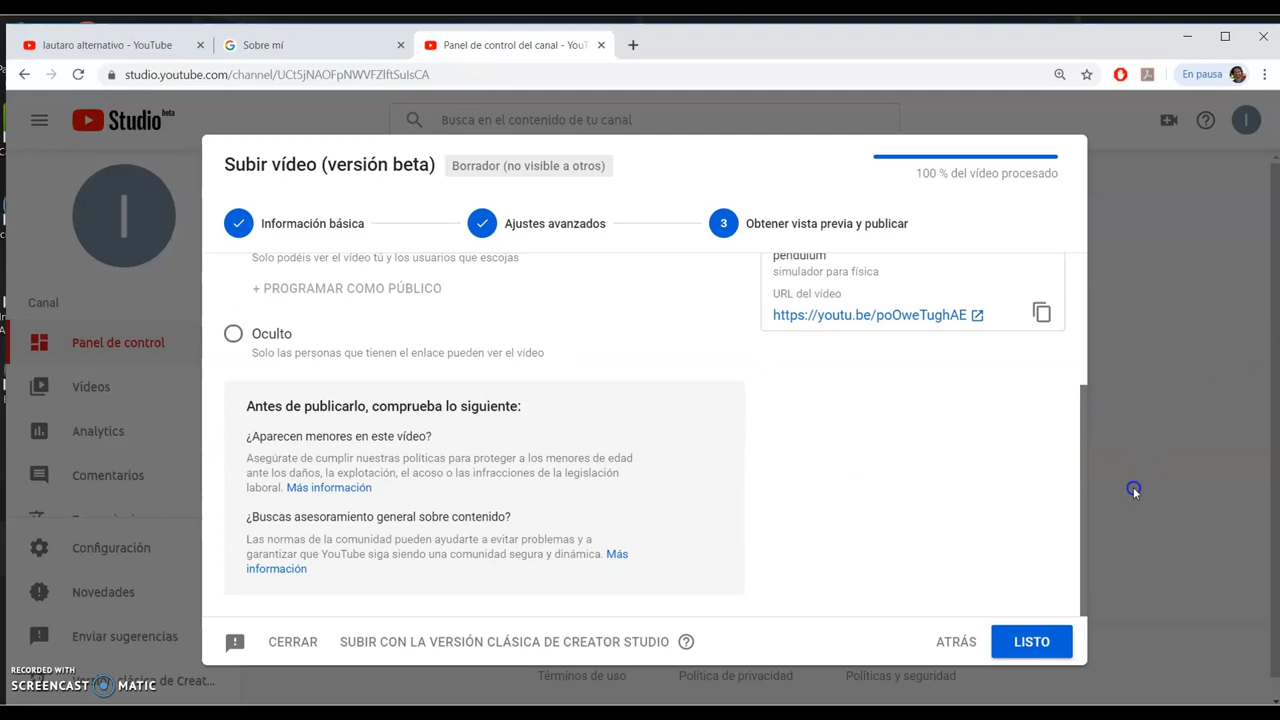 lautaro alternativo - YouTube
Sobre mí
Panel de control del canal - YouT
studio.youtube.com/channel/UCt5jNAOFpNWVFZlftSuIsCA
En pausa
Studio beta
Busca en el contenido de tu canal
I
I
Canal
Panel de control
Vídeos
Analytics
Comentarios
Configuración
Novedades
Enviar sugerencias
Subir vídeo (versión beta)
Borrador (no visible a otros)
100 % del vídeo procesado
Información básica
Ajustes avanzados
3
Obtener vista previa y publicar
Solo podéis ver el vídeo tú y los usuarios que escojas
+ PROGRAMAR COMO PÚBLICO
Oculto
Solo las personas que tienen el enlace pueden ver el vídeo
pendulum
simulador para física
URL del vídeo
https://youtu.be/poOweTughAE
Antes de publicarlo, comprueba lo siguiente:
¿Aparecen menores en este vídeo?
Asegúrate de cumplir nuestras políticas para proteger a los menores de edad
ante los daños, la explotación, el acoso o las infracciones de la legislación
laboral. Más información
¿Buscas asesoramiento general sobre contenido?
Las normas de la comunidad pueden ayudarte a evitar problemas y a
garantizar que YouTube siga siendo una comunidad segura y dinámica. Más
información
CERRAR
SUBIR CON LA VERSIÓN CLÁSICA DE CREATOR STUDIO
ATRÁS
LISTO
Términos de uso
Política de privacidad
Políticas y seguridad
RECORDED WITH
SCREENCAST MATIC
de Creat...